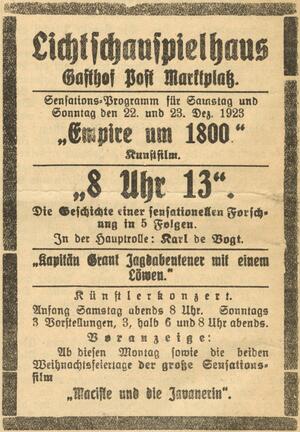 Lichtschauspielhaus
Gasthof Post Marktplatz.
Sensations-Programm für Samstag und
Sonntag den 22. und 23. Dez. 1923
„Empire um 1800.“
Kunstfilm.
„8 Uhr 13“.
Die Geschichte einer sensationellen Forsch-
ung in 5 Folgen.
In der Hauptrolle: Karl de Vogt.
„Kapitän Grant Jagdabenteuer mit einem
Löwen.“
Künstlerkonzert.
Anfang Samstag abends 8 Uhr. Sonntags
3 Vorstellungen, 3, halb 6 und 8 Uhr abends.
Voranzeige:
Ab diesen Montag sowie die beiden
Weihnachtsfeiertage der große Sensations-
film
„Maciste und die Javanerin“.